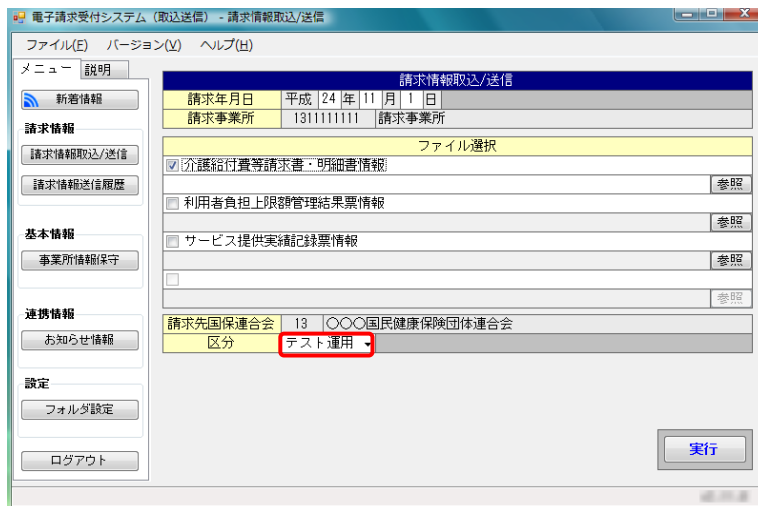 電子請求受付システム（取込送信） - 請求情報取込/送信
ファイル(F) バージョン(V) ヘルプ(H)
メニュー 説明
新着情報
請求情報
請求情報取込/送信
請求情報送信履歴
基本情報
事業所情報保守
連携情報
お知らせ情報
設定
フォルダ設定
ログアウト
請求情報取込/送信
請求年月日 平成 24 年 11 月 1 日
請求事業所 1311111111 請求事業所
ファイル選択
介護給付費等請求書・明細書情報
参照
利用者負担上限額管理結果票情報
参照
サービス提供実績記録票情報
参照
参照
請求先国保連合会 13 〇〇〇国民健康保険団体連合会
区分 テスト運用
実行